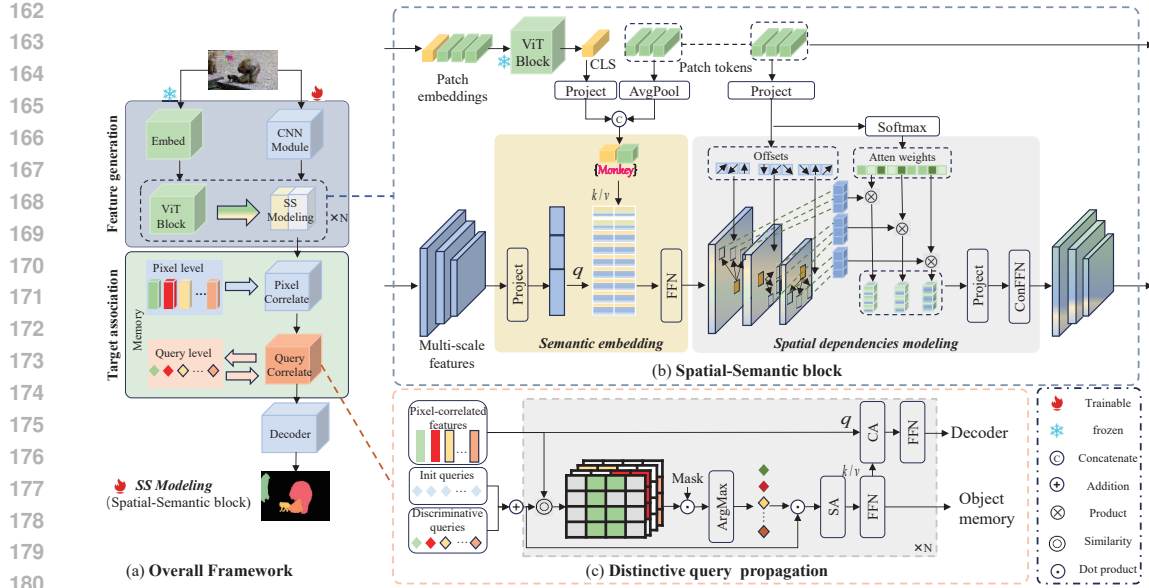 162
163
164
165
166
167
168
169
170
171
172
173
174
175
176
177
178
179
180
Feature generation
Embed
CNN
Module
ViT
Block
SS
Modeling
×N
Target association
Memory
Pixel level
...
Pixel
Correlate
Query level
...
Query
Correlate
Decoder
SS Modeling
(Spatial-Semantic block)
(a) Overall Framework
Patch
embeddings
ViT
Block
CLS
Patch tokens
Project
AvgPool
Project
C
Softmax
{Monkey}
Offsets
Atten weights
k/v
Multi-scale
features
Project
q
FFN
Semantic embedding
Spatial dependencies modeling
Project
ConFFN
(b) Spatial-Semantic block
Pixel-correlated
features
...
Init queries
...
Discriminative
queries
...
Mask
ArgMax
...
SA
FFN
k/v
q
CA
FFN
Decoder
Object
memory
×N
(c) Distinctive query propagation
Trainable
frozen
C Concatenate
Addition
Product
Similarity
Dot product